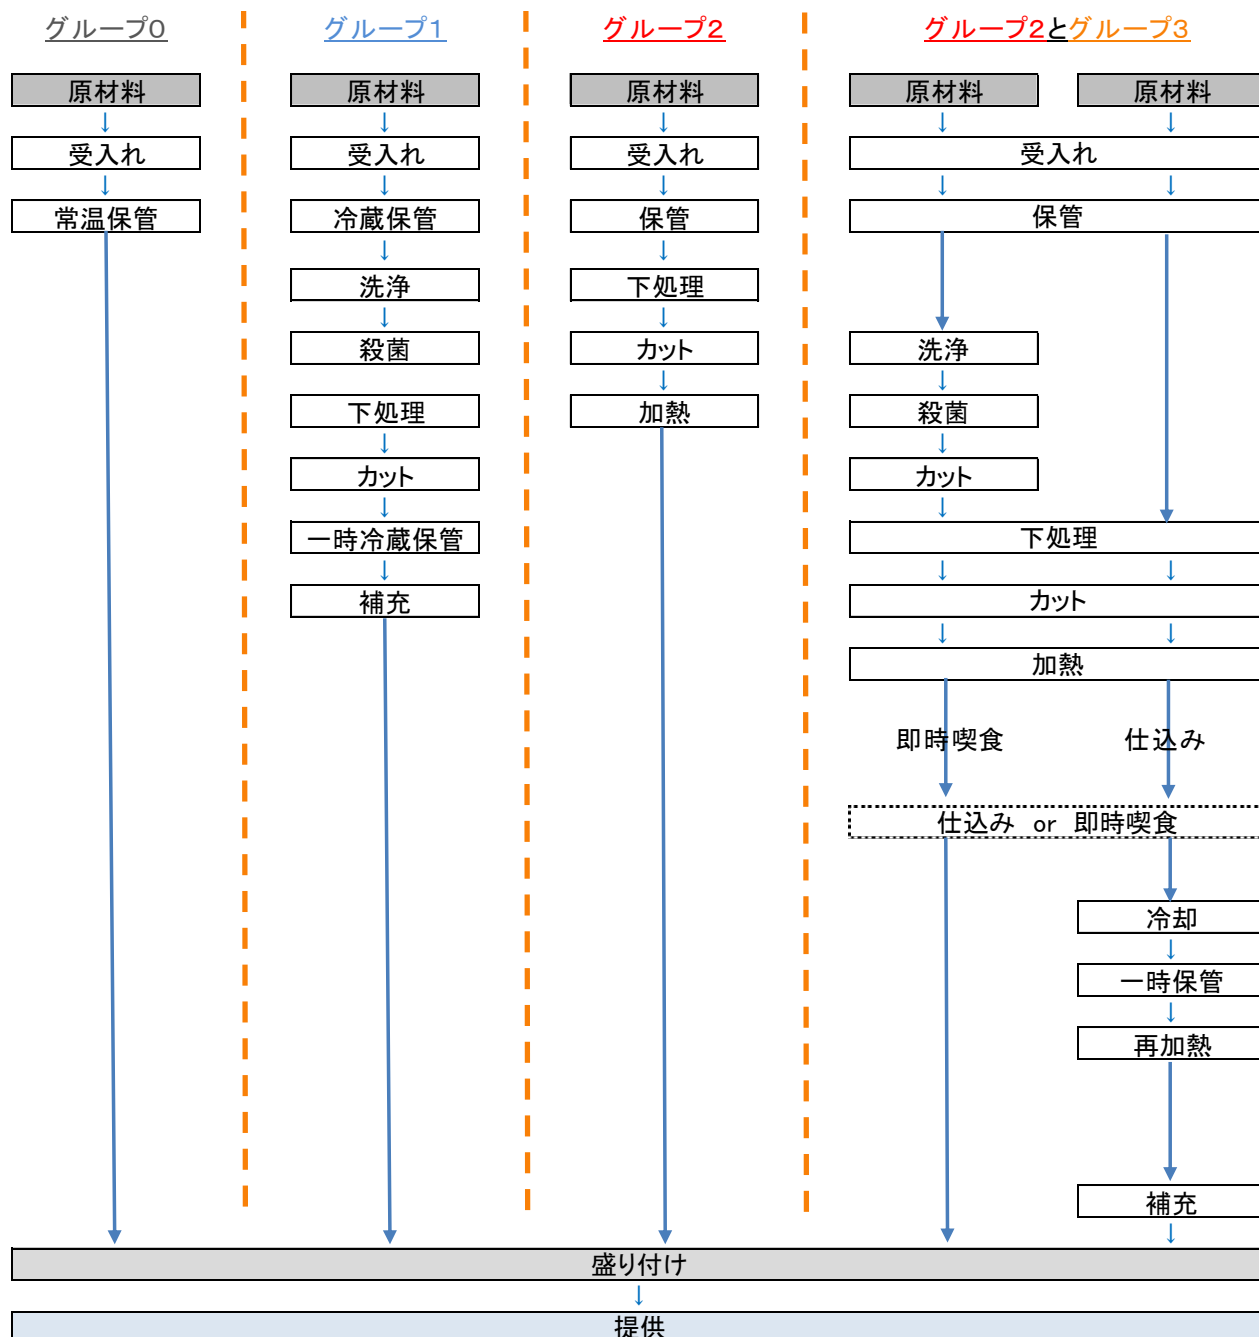 グループ0
グループ1
グループ2
グループ2とグループ3
原材料
原材料
原材料
原材料
原材料
↓
↓
↓
↓
↓
受入れ
受入れ
受入れ
受入れ
↓
↓
↓
↓
↓
常温保管
冷蔵保管
保管
保管
↓
↓
洗浄
下処理
↓
↓
殺菌
カット
洗浄
↓
↓
下処理
加熱
殺菌
↓
↓
カット
カット
↓
↓
一時冷蔵保管
下処理
↓
↓
↓
補充
カット
↓
↓
加熱
即時喫食
仕込み
仕込み or 即時喫食
冷却
↓
一時保管
↓
再加熱
補充
↓
盛り付け
↓
提供